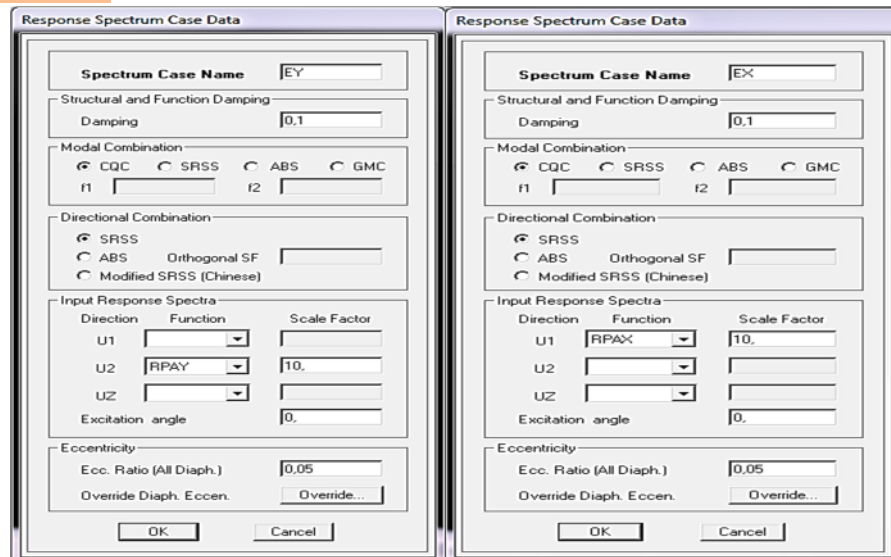 Response Spectrum Case Data
Spectrum Case Name EY
Structural and Function Damping
Damping 0,1
Modal Combination
CQC SRSS ABS GMC
f1 f2
Directional Combination
SRSS
ABS Orthogonal SF
Modified SRSS (Chinese)
Input Response Spectra
Direction Function Scale Factor
U1
U2 RPAY 10,
UZ
Excitation angle 0,
Eccentricity
Ecc. Ratio (All Diaph.) 0,05
Override Diaph. Eccen. Override...
OK Cancel
Response Spectrum Case Data
Spectrum Case Name EX
Structural and Function Damping
Damping 0,1
Modal Combination
CQC SRSS ABS GMC
f1 f2
Directional Combination
SRSS
ABS Orthogonal SF
Modified SRSS (Chinese)
Input Response Spectra
Direction Function Scale Factor
U1 RPAX 10,
U2
UZ
Excitation angle 0,
Eccentricity
Ecc. Ratio (All Diaph.) 0,05
Override Diaph. Eccen. Override...
OK Cancel